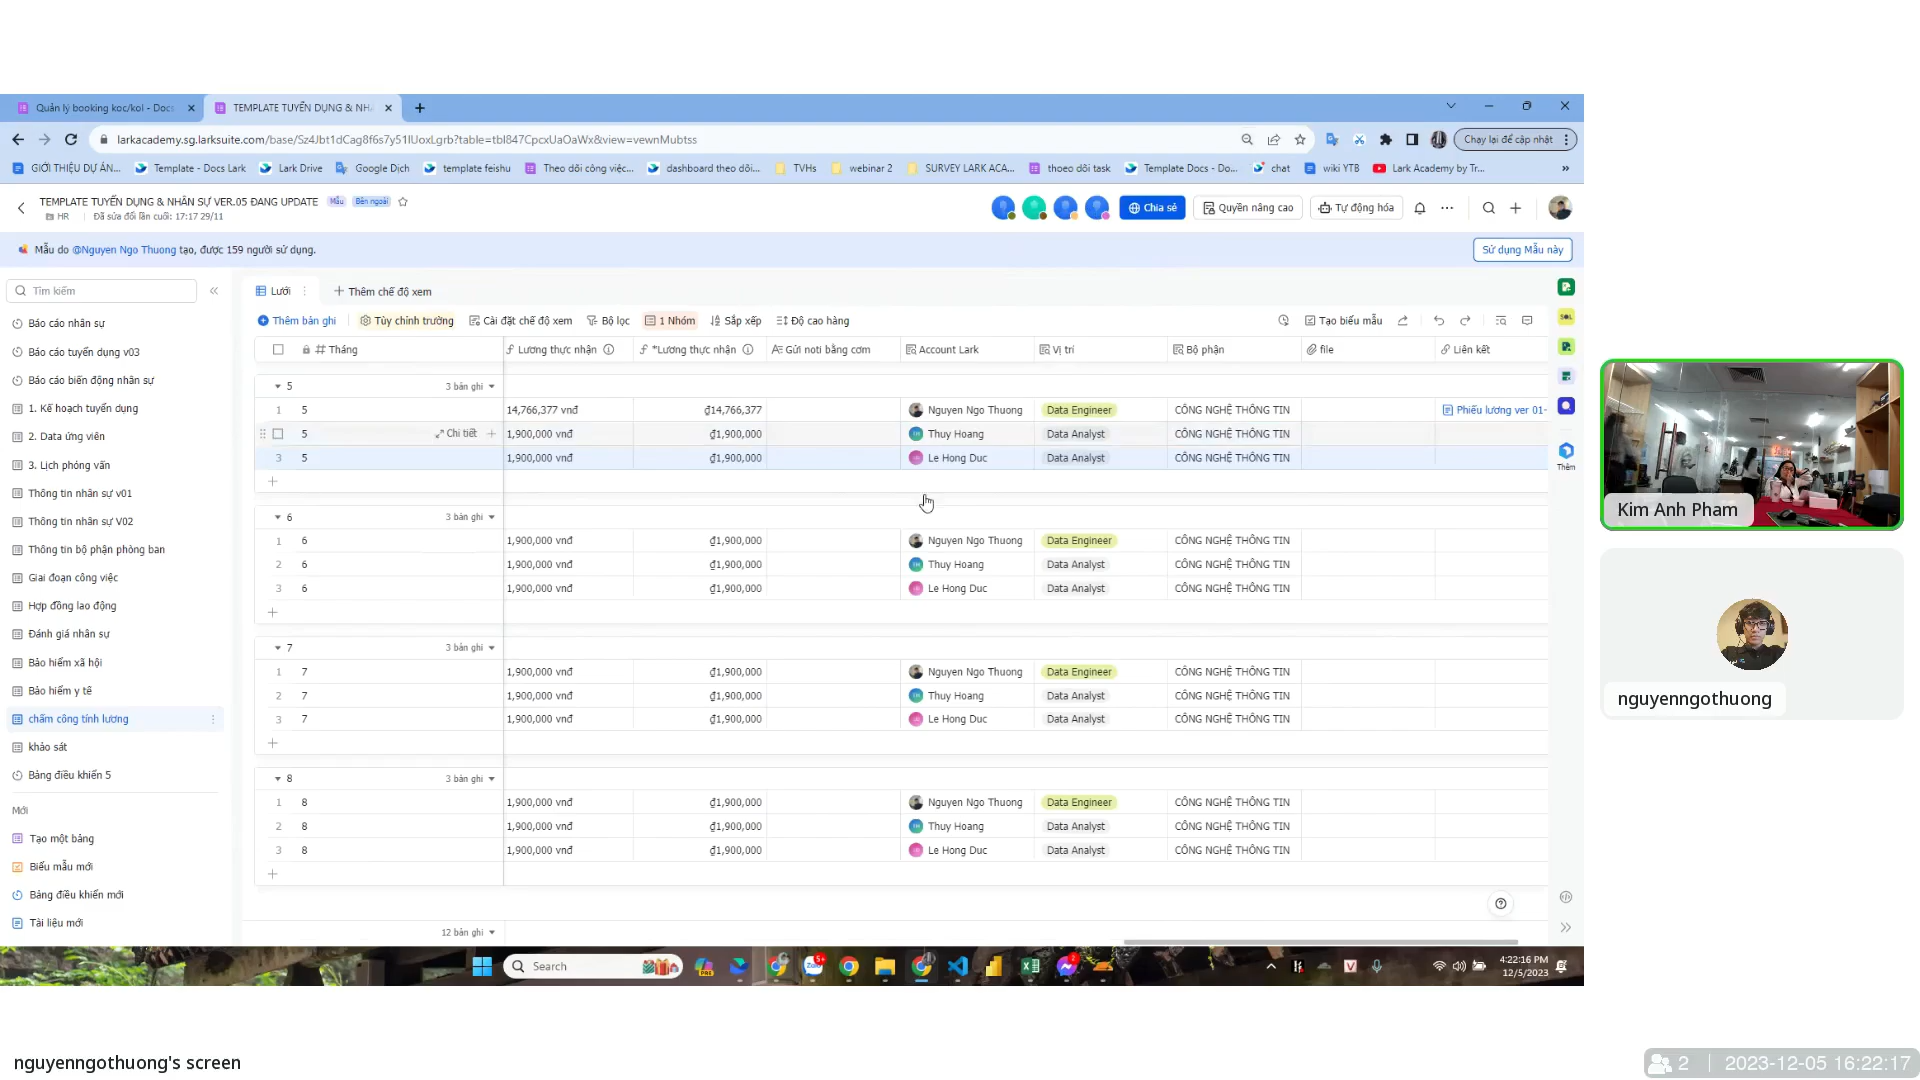 Quản lý booking koc/kol - Docs
TEMPLATE TUYỂN DỤNG & NHÂ
larkacademy.sg.larksuite.com/base/Sz4Jbt1dCag8f6s7y51IUoxLgrb?table=tbl847CpcxUaOaWx&view=vewnMubtss
Chạy lại để cập nhật
GIỚI THIỆU DỰ ÁN...
Template - Docs Lark
Lark Drive
Google Dịch
template feishu
Theo dõi công việc...
dashboard theo dõi...
TVHs
webinar 2
SURVEY LARK ACA...
thoeo dõi task
Template Docs - Do...
chat
wiki YTB
Lark Academy by Tr...
TEMPLATE TUYỂN DỤNG & NHÂN SỰ VER.05 ĐANG UPDATE Mẫu Bên ngoài
HR | Đã sửa đổi lần cuối: 17:17 29/11
Chia sẻ
Quyền nâng cao
Tự động hóa
Mẫu do @Nguyen Ngo Thuong tạo, được 159 người sử dụng.
Sử dụng Mẫu này
Tìm kiếm
Báo cáo nhân sự
Báo cáo tuyển dụng v03
Báo cáo biến động nhân sự
1. Kế hoạch tuyển dụng
2. Data ứng viên
3. Lịch phỏng vấn
Thông tin nhân sự v01
Thông tin nhân sự V02
Thông tin bộ phận phòng ban
Giai đoạn công việc
Hợp đồng lao động
Đánh giá nhân sự
Bảo hiểm xã hội
Bảo hiểm y tế
chấm công tính lương
khảo sát
Bảng điều khiển 5
Mới
Tạo một bảng
Biểu mẫu mới
Bảng điều khiển mới
Tài liệu mới
Lưới
Thêm chế độ xem
Thêm bản ghi
Tùy chỉnh trường
Cài đặt chế độ xem
Bộ lọc
1 Nhóm
Sắp xếp
Độ cao hàng
Tạo biểu mẫu
Tháng Lương thực nhận *Lương thực nhận Gửi noti bằng cơm Account Lark Vị trí Bộ phận file Liên kết
5 3 bản ghi
1 5 14,766,377 vnđ ₫14,766,377 Nguyen Ngo Thuong Data Engineer CÔNG NGHỆ THÔNG TIN Phiếu lương ver 01-
5 Chi tiết 1,900,000 vnđ ₫1,900,000 Thuy Hoang Data Analyst CÔNG NGHỆ THÔNG TIN
3 5 1,900,000 vnđ ₫1,900,000 Le Hong Duc Data Analyst CÔNG NGHỆ THÔNG TIN
6 3 bản ghi
1 6 1,900,000 vnđ ₫1,900,000 Nguyen Ngo Thuong Data Engineer CÔNG NGHỆ THÔNG TIN
2 6 1,900,000 vnđ ₫1,900,000 Thuy Hoang Data Analyst CÔNG NGHỆ THÔNG TIN
3 6 1,900,000 vnđ ₫1,900,000 Le Hong Duc Data Analyst CÔNG NGHỆ THÔNG TIN
7 3 bản ghi
1 7 1,900,000 vnđ ₫1,900,000 Nguyen Ngo Thuong Data Engineer CÔNG NGHỆ THÔNG TIN
2 7 1,900,000 vnđ ₫1,900,000 Thuy Hoang Data Analyst CÔNG NGHỆ THÔNG TIN
3 7 1,900,000 vnđ ₫1,900,000 Le Hong Duc Data Analyst CÔNG NGHỆ THÔNG TIN
8 3 bản ghi
1 8 1,900,000 vnđ ₫1,900,000 Nguyen Ngo Thuong Data Engineer CÔNG NGHỆ THÔNG TIN
2 8 1,900,000 vnđ ₫1,900,000 Thuy Hoang Data Analyst CÔNG NGHỆ THÔNG TIN
3 8 1,900,000 vnđ ₫1,900,000 Le Hong Duc Data Analyst CÔNG NGHỆ THÔNG TIN
12 bản ghi
Thêm
Kim Anh Pham
nguyenngothuong
Search
4:22:16 PM
12/5/2023
nguyenngothuong's screen
2 | 2023-12-05 16:22:17